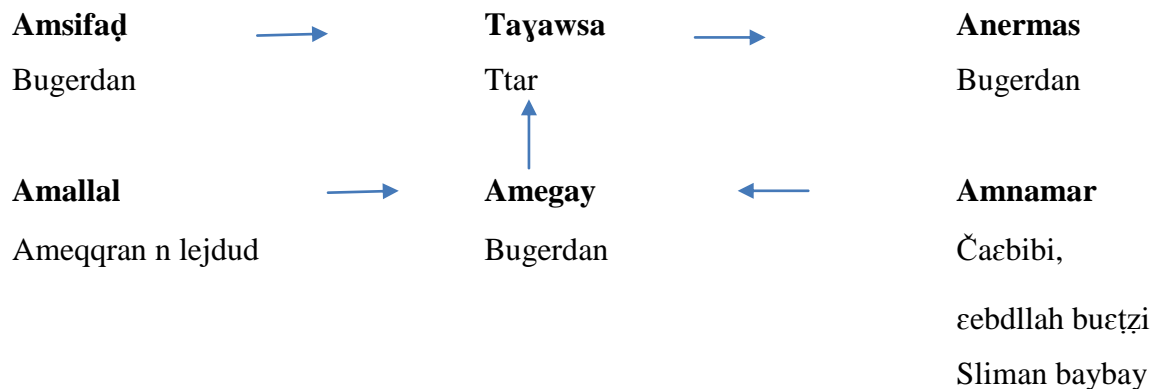 Amsifaḍ Taɣawsa Anermas
Bugerdan Ttar Bugerdan
Amallal Amegay Amnamar
Ameqqran n lejdud Bugerdan Čaɛbibi,
ɛebdllah buɛṭẓi
Sliman baybay